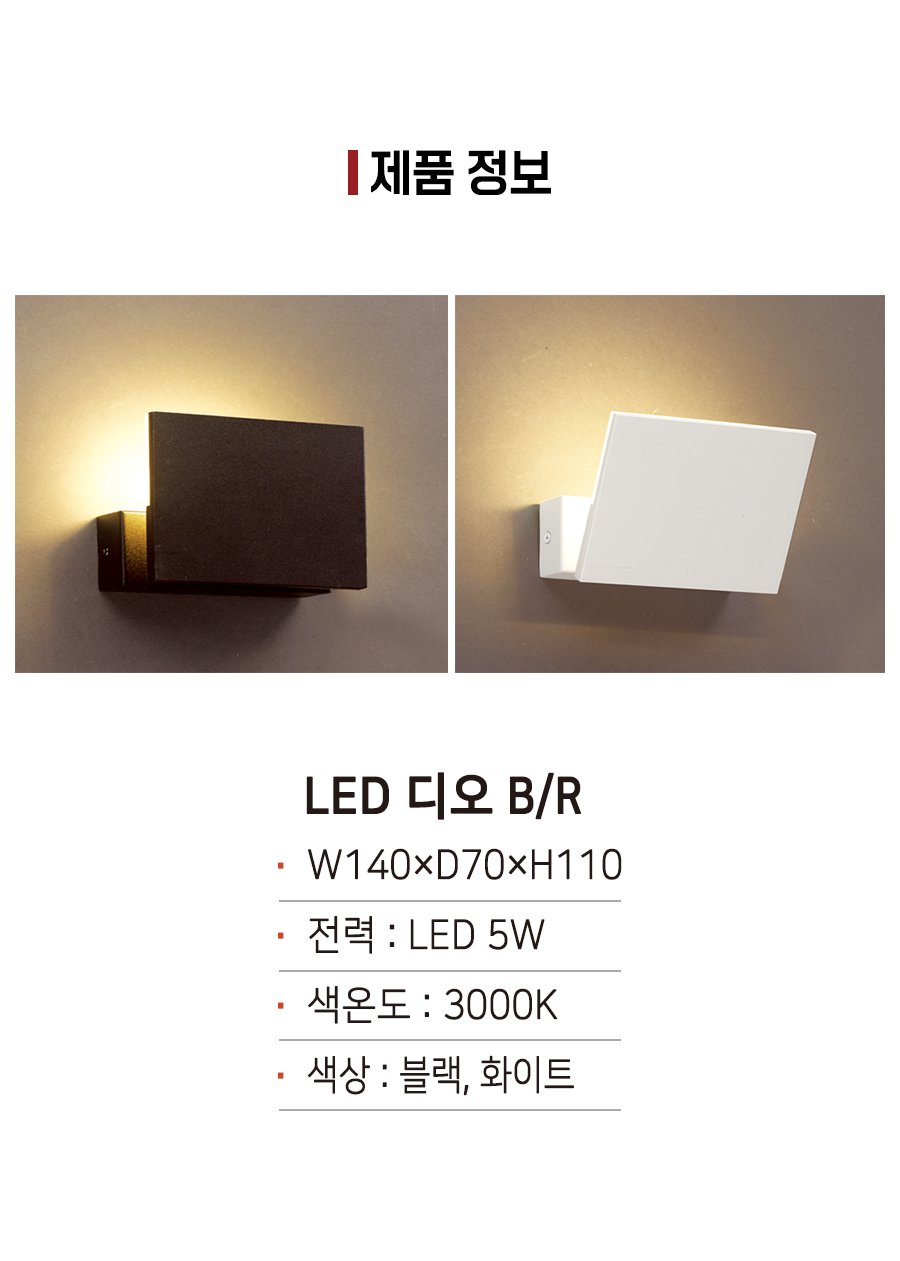 제품 정보
LED 디오 B/R
· W140×D70×H110
· 전력 : LED 5W
· 색온도 : 3000K
· 색상 : 블랙, 화이트